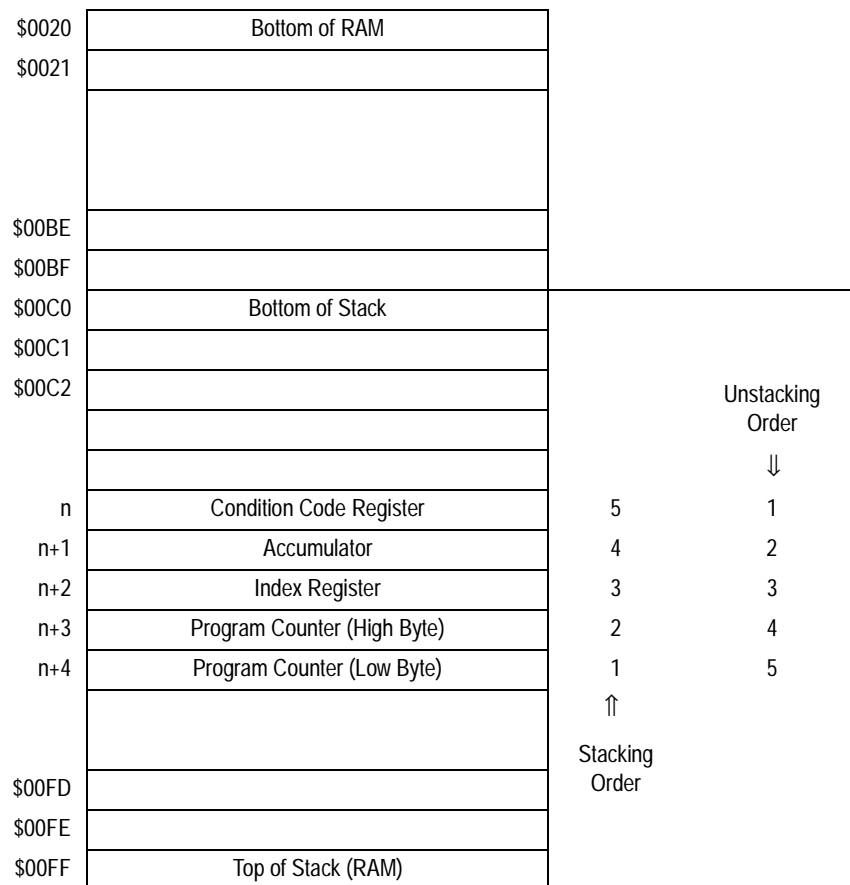 $0020 Bottom of RAM
$0021
$00BE
$00BF
$00C0 Bottom of Stack
$00C1
$00C2
Unstacking
Order
⇓
n Condition Code Register 5 1
n+1 Accumulator 4 2
n+2 Index Register 3 3
n+3 Program Counter (High Byte) 2 4
n+4 Program Counter (Low Byte) 1 5
⇑
Stacking
Order
$00FD
$00FE
$00FF Top of Stack (RAM)